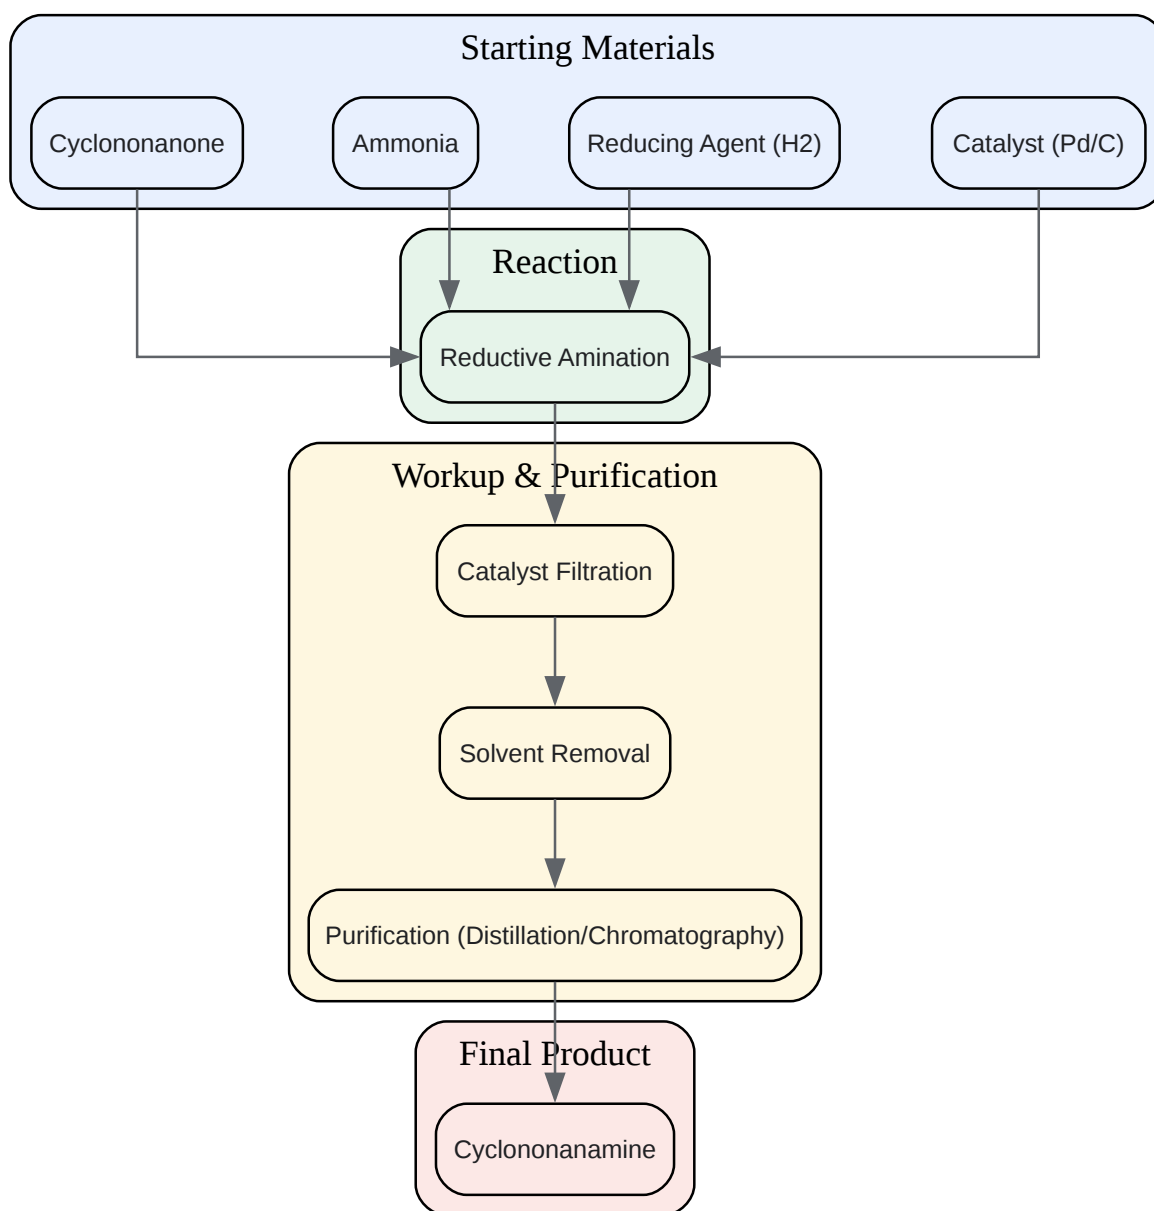 Starting Materials
Cyclononanone
Ammonia
Reducing Agent (H2)
Catalyst (Pd/C)
Reaction
Reductive Amination
Workup & Purification
Catalyst Filtration
Solvent Removal
Purification (Distillation/Chromatography)
Final Product
Cyclononanamine